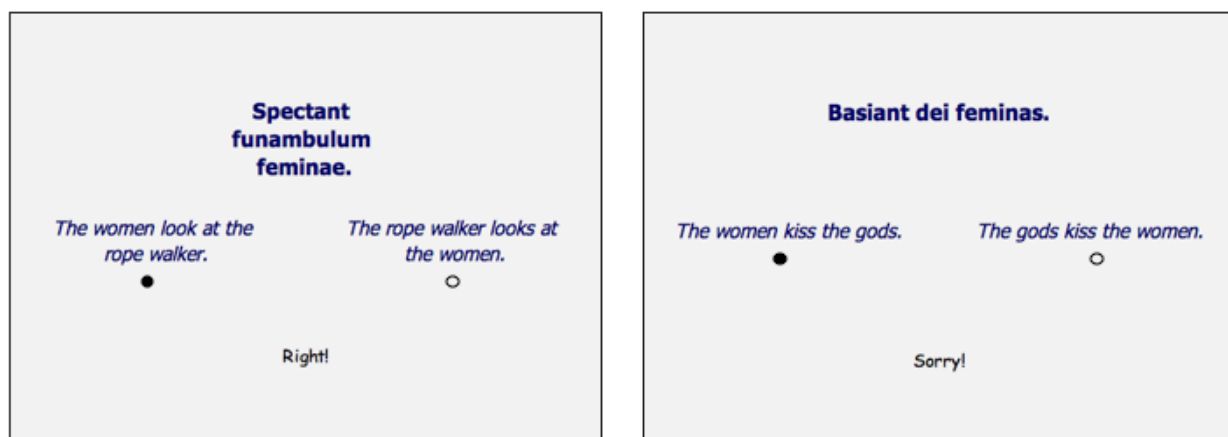 Spectant
funambulum
feminae.
The women look at the
rope walker.
The rope walker looks at
the women.
Right!
Basiant dei feminas.
The women kiss the gods.
The gods kiss the women.
Sorry!